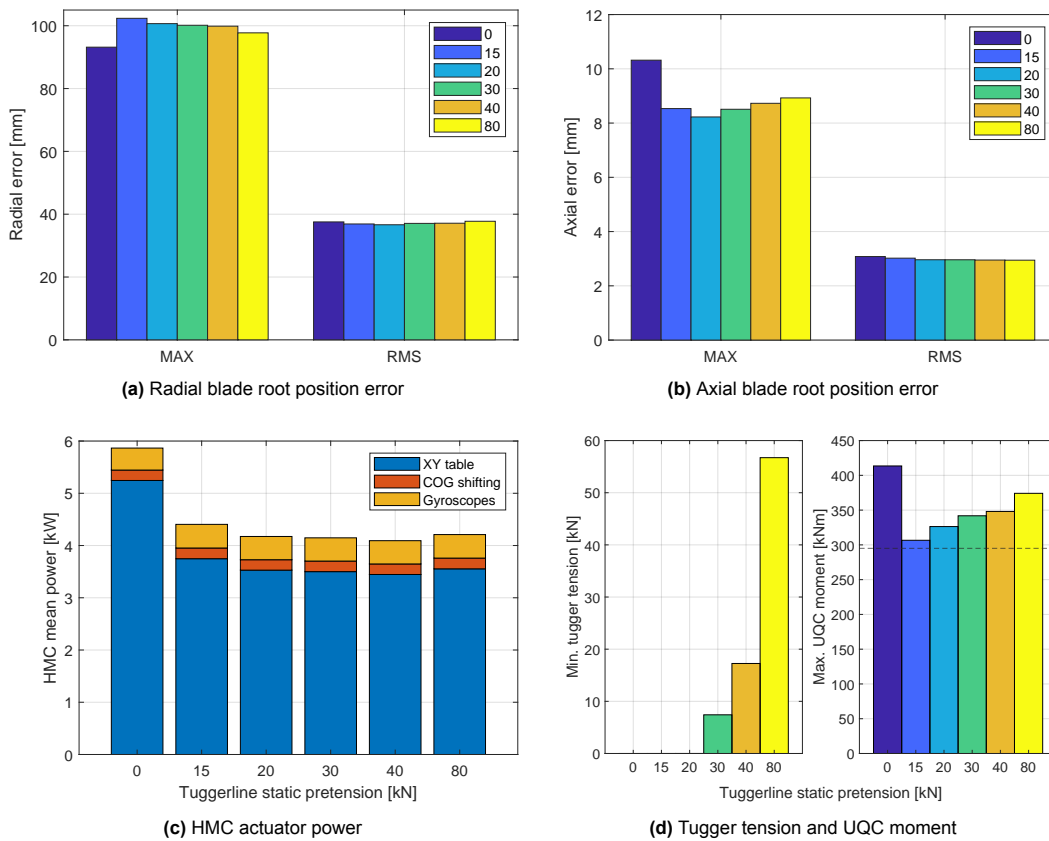 Radial error [mm]
100
80
60
40
20
0
MAX
RMS
0
15
20
30
40
80
(a) Radial blade root position error
Axial error [mm]
12
10
8
6
4
2
0
MAX
RMS
0
15
20
30
40
80
(b) Axial blade root position error
HMC mean power [kW]
6
5
4
3
2
1
0
XY table
COG shifting
Gyroscopes
0 15 20 30 40 80
Tuggerline static pretension [kN]
(c) HMC actuator power
Min. tugger tension [kN]
60
50
40
30
20
10
0
0 15 20 30 40 80
Max. UQC moment [kNm]
450
400
350
300
250
200
150
100
50
0
0 15 20 30 40 80
Tuggerline static pretension [kN]
(d) Tugger tension and UQC moment